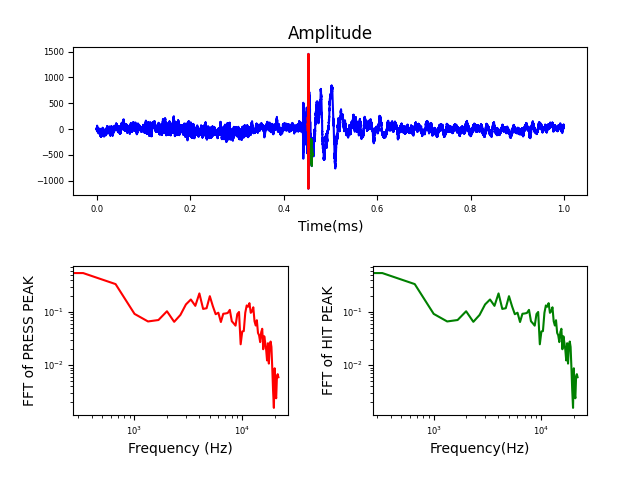 Amplitude
1500
1000
500
0
−500
−1000
0.0 0.2 0.4 0.6 0.8 1.0
Time(ms)
FFT of PRESS PEAK
10⁻¹
10⁻²
10³ 10⁴
Frequency (Hz)
FFT of HIT PEAK
10⁻¹
10⁻²
10³ 10⁴
Frequency(Hz)